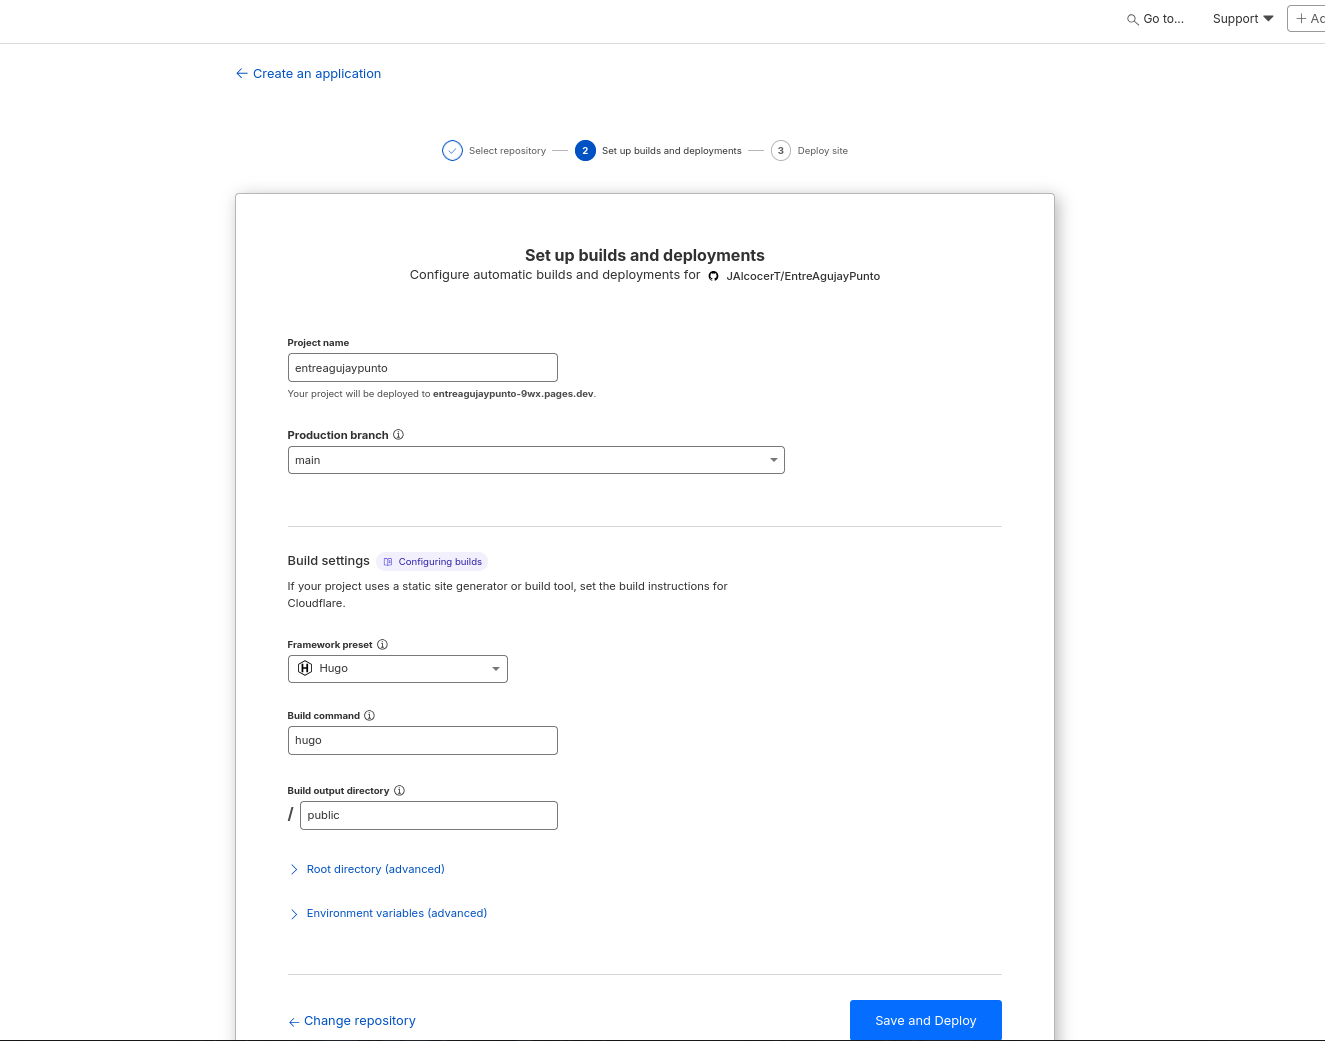 Go to...
Support
Create an application
Select repository
2 Set up builds and deployments
3 Deploy site
Set up builds and deployments
Configure automatic builds and deployments for JAlcocerT/EntreAgujayPunto
Project name
entreagujaypunto
Your project will be deployed to entreagujaypunto-9wx.pages.dev.
Production branch
main
Build settings
Configuring builds
If your project uses a static site generator or build tool, set the build instructions for
Cloudflare.
Framework preset
Hugo
Build command
hugo
Build output directory
/ public
Root directory (advanced)
Environment variables (advanced)
Change repository
Save and Deploy